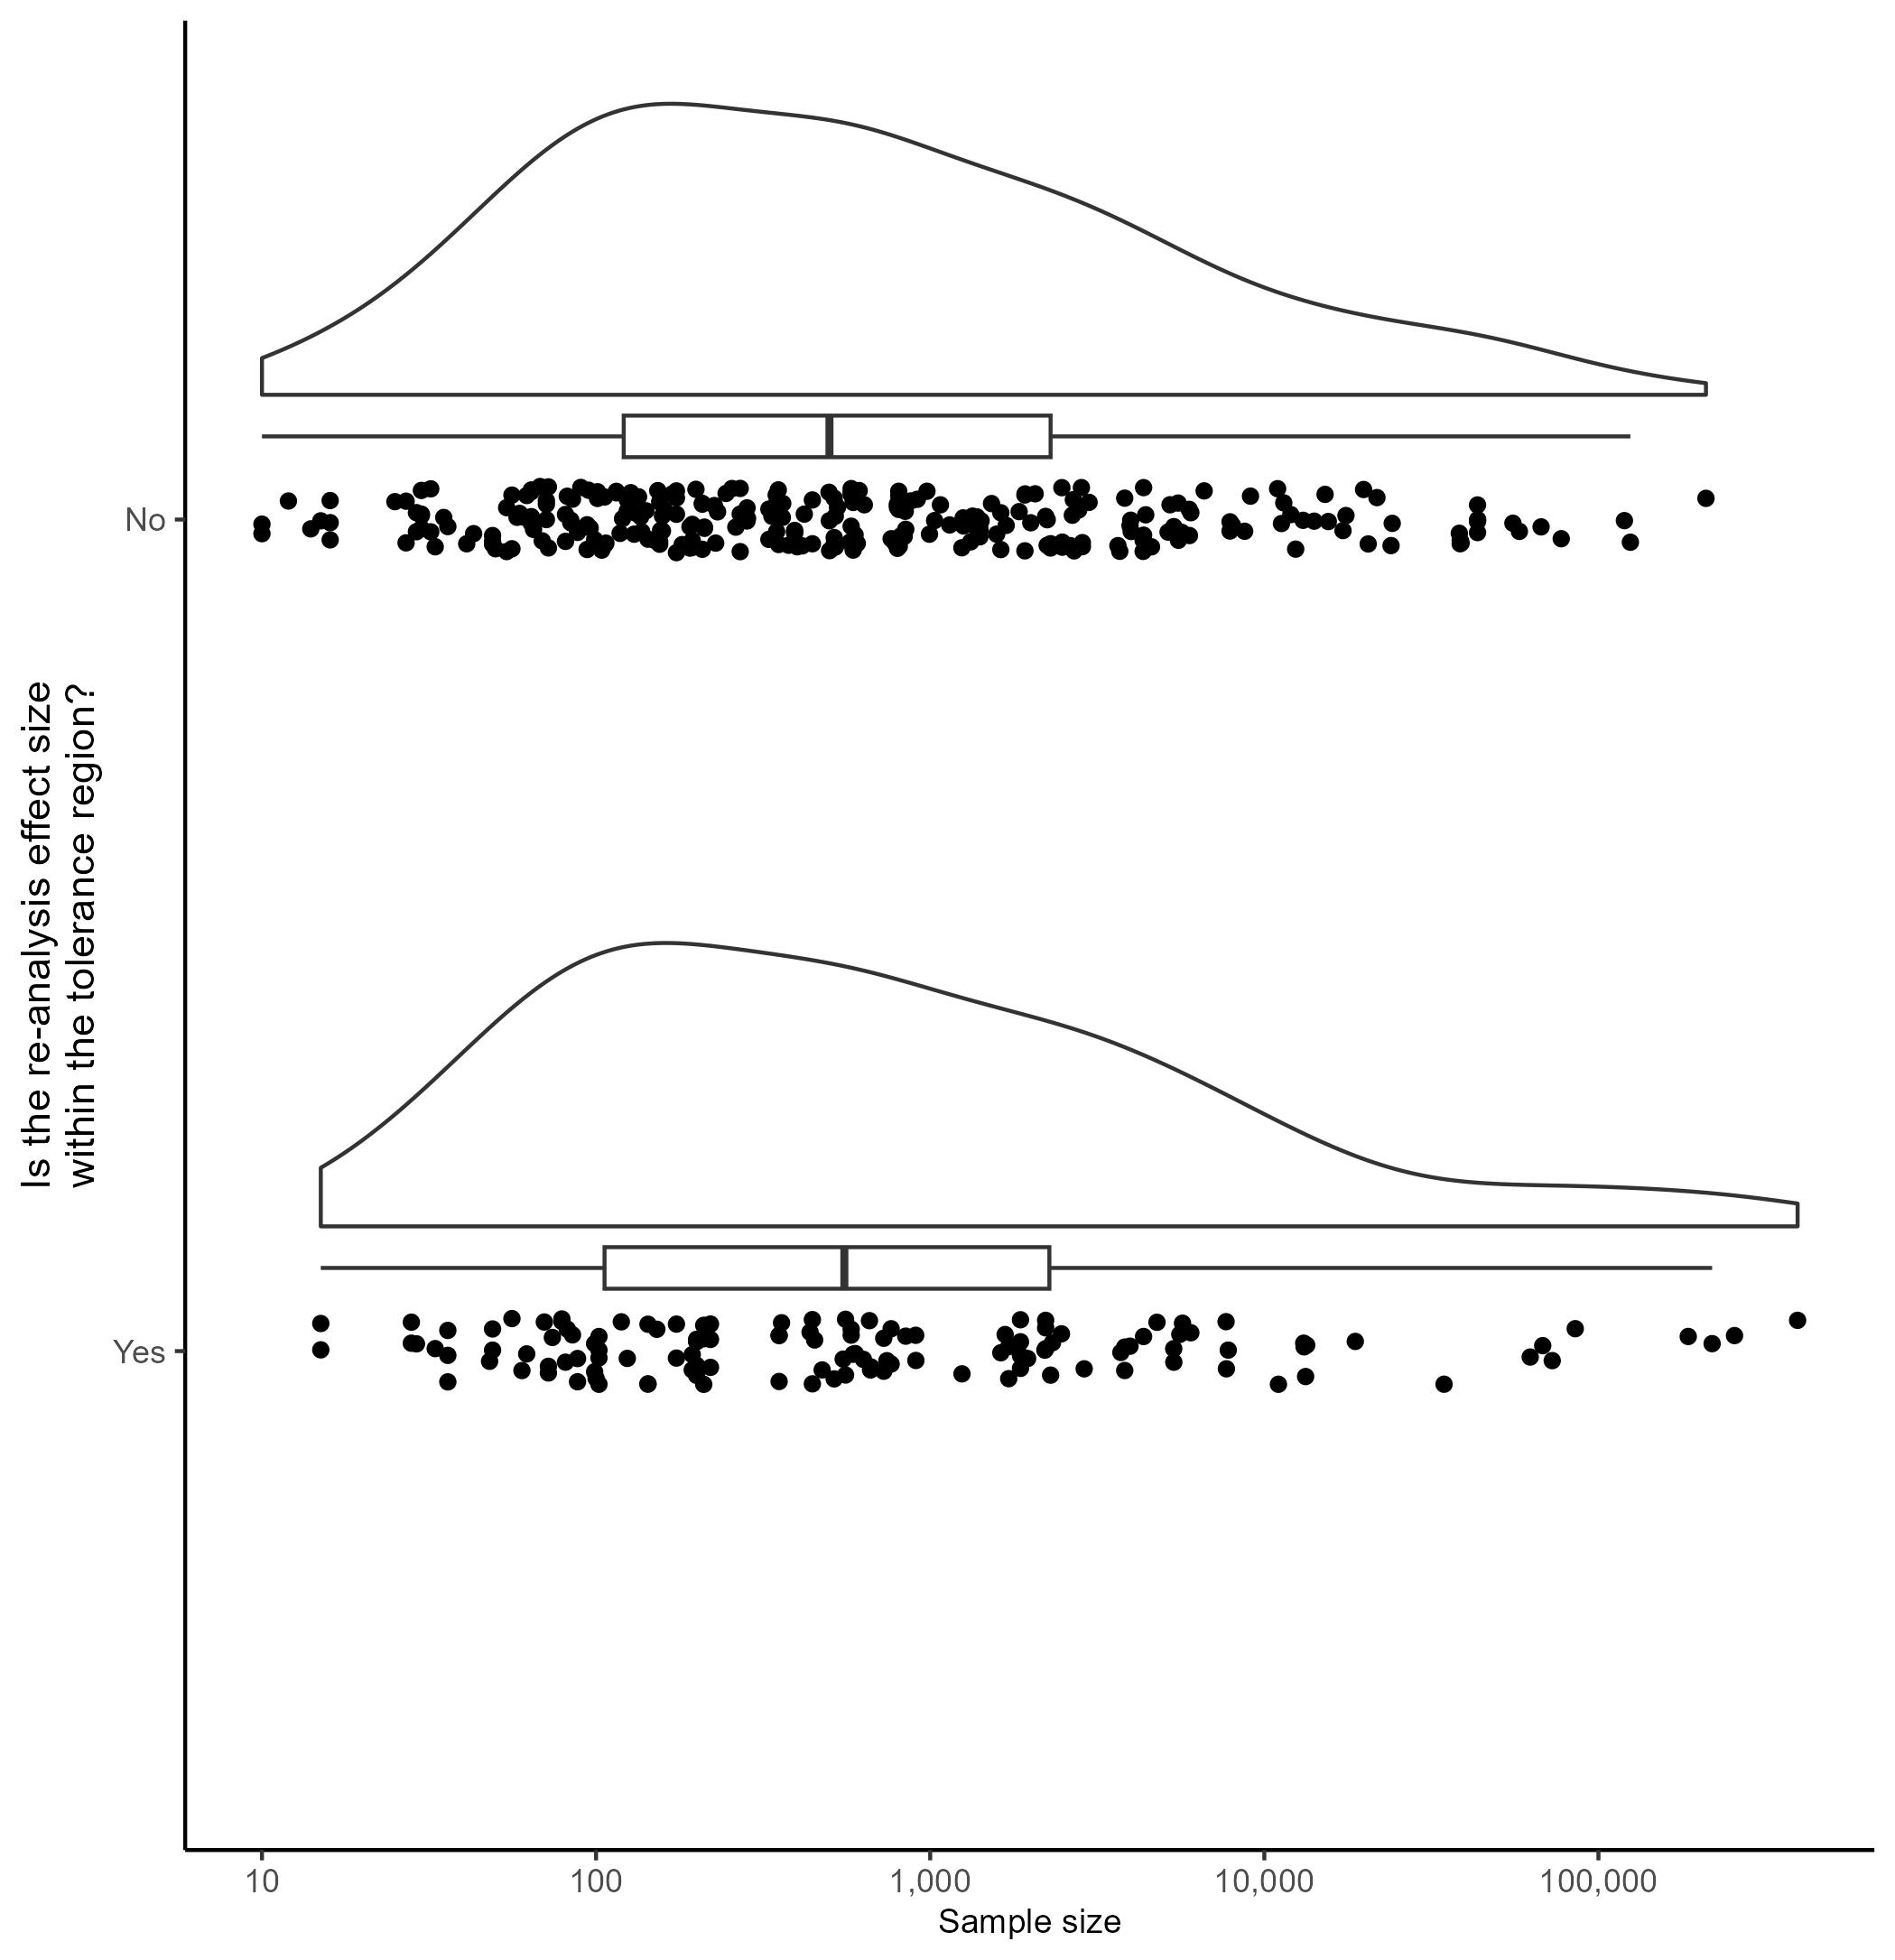 Is the re-analysis effect size
within the tolerance region?
No
Yes
10
100
1,000
10,000
100,000
Sample size